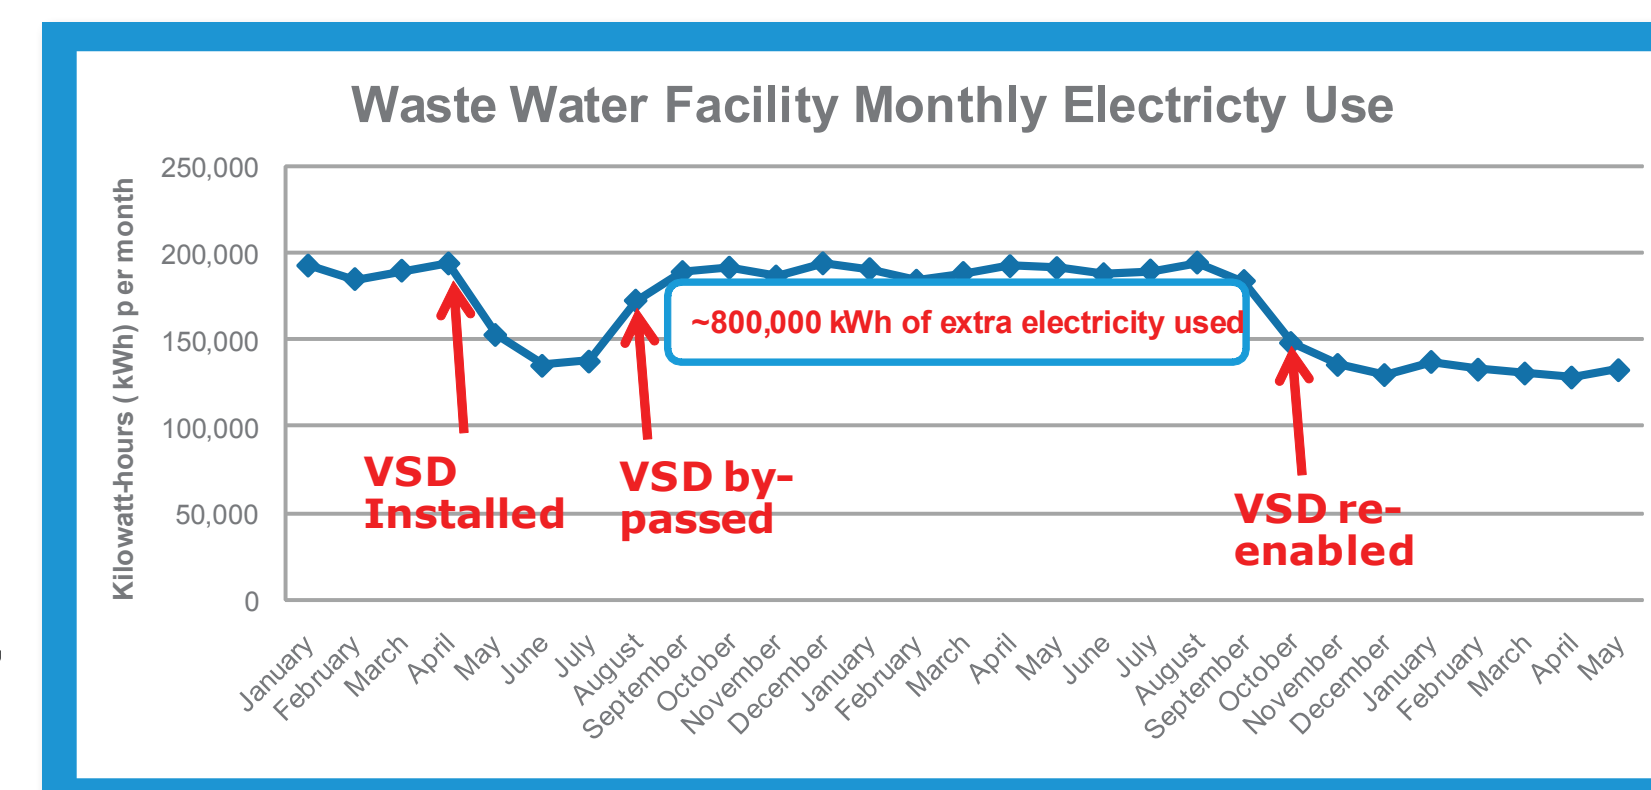 Waste Water Facility Monthly Electricty Use
Kilowatt-hours (kWh) per month
250,000
200,000
150,000
100,000
50,000
0
~800,000 kWh of extra electricity used
VSD
Installed
VSD by-
passed
VSD re-
enabled
January
February
March
April
May
June
July
August
September
October
November
December
January
February
March
April
May
June
July
August
September
October
November
December
January
February
March
April
May